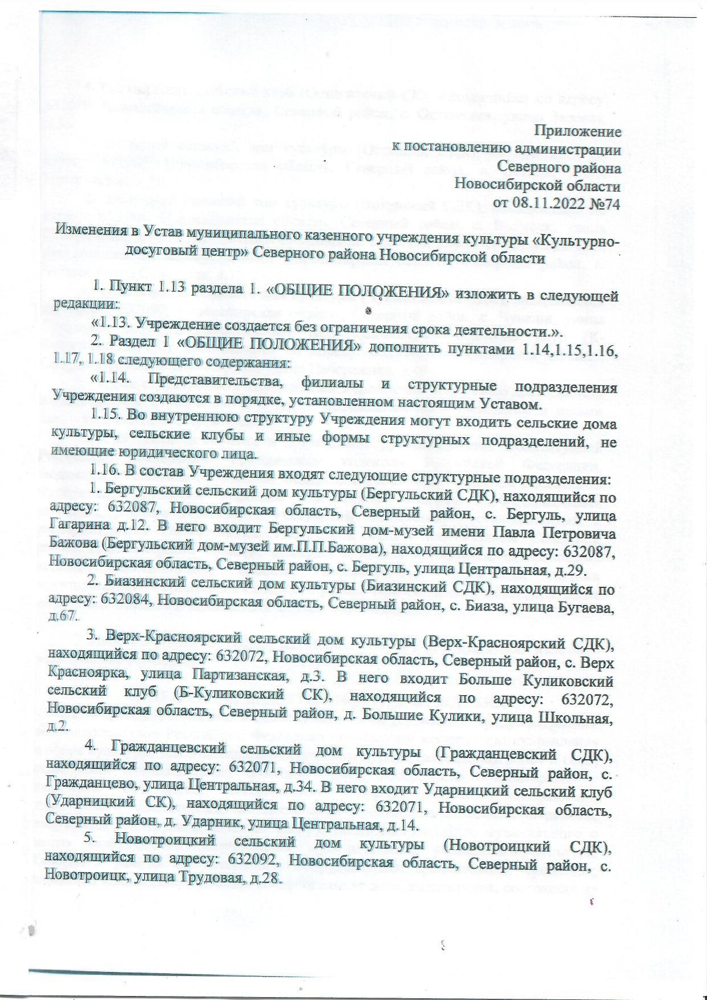 Приложение
к постановлению администрации
Северного района
Новосибирской области
от 08.11.2022 №74
Изменения в Устав муниципального казенного учреждения культуры «Культурно-
досуговый центр» Северного района Новосибирской области
1. Пункт 1.13 раздела 1. «ОБЩИЕ ПОЛОЖЕНИЯ» изложить в следующей
редакции:
«1.13. Учреждение создается без ограничения срока деятельности.».
2. Раздел 1 «ОБЩИЕ ПОЛОЖЕНИЯ» дополнить пунктами 1.14,1.15,1.16,
1.17, 1.18 следующего содержания:
«1.14. Представительства, филиалы и структурные подразделения
Учреждения создаются в порядке, установленном настоящим Уставом.
1.15. Во внутреннюю структуру Учреждения могут входить сельские дома
культуры, сельские клубы и иные формы структурных подразделений, не
имеющие юридического лица.
1.16. В состав Учреждения входят следующие структурные подразделения:
1. Бергульский сельский дом культуры (Бергульский СДК), находящийся по
адресу: 632087, Новосибирская область, Северный район, с. Бергуль, улица
Гагарина д.12. В него входит Бергульский дом-музей имени Павла Петровича
Бажова (Бергульский дом-музей им.П.П.Бажова), находящийся по адресу: 632087,
Новосибирская область, Северный район, с. Бергуль, улица Центральная, д.29.
2. Биазинский сельский дом культуры (Биазинский СДК), находящийся по
адресу: 632084, Новосибирская область, Северный район, с. Биаза, улица Бугаева,
д.67.
3. Верх-Красноярский сельский дом культуры (Верх-Красноярский СДК),
находящийся по адресу: 632072, Новосибирская область, Северный район, с. Верх
Красноярка, улица Партизанская, д.3. В него входит Больше Куликовский
сельский клуб (Б-Куликовский СК), находящийся по адресу: 632072,
Новосибирская область, Северный район, д. Большие Кулики, улица Школьная,
д.2.
4. Гражданцевский сельский дом культуры (Гражданцевский СДК),
находящийся по адресу: 632071, Новосибирская область, Северный район, с.
Гражданцево, улица Центральная, д.34. В него входит Ударницкий сельский клуб
(Ударницкий СК), находящийся по адресу: 632071, Новосибирская область,
Северный район, д. Ударник, улица Центральная, д.14.
5. Новотроицкий сельский дом культуры (Новотроицкий СДК),
находящийся по адресу: 632092, Новосибирская область, Северный район, с.
Новотроицк, улица Трудовая, д.28.